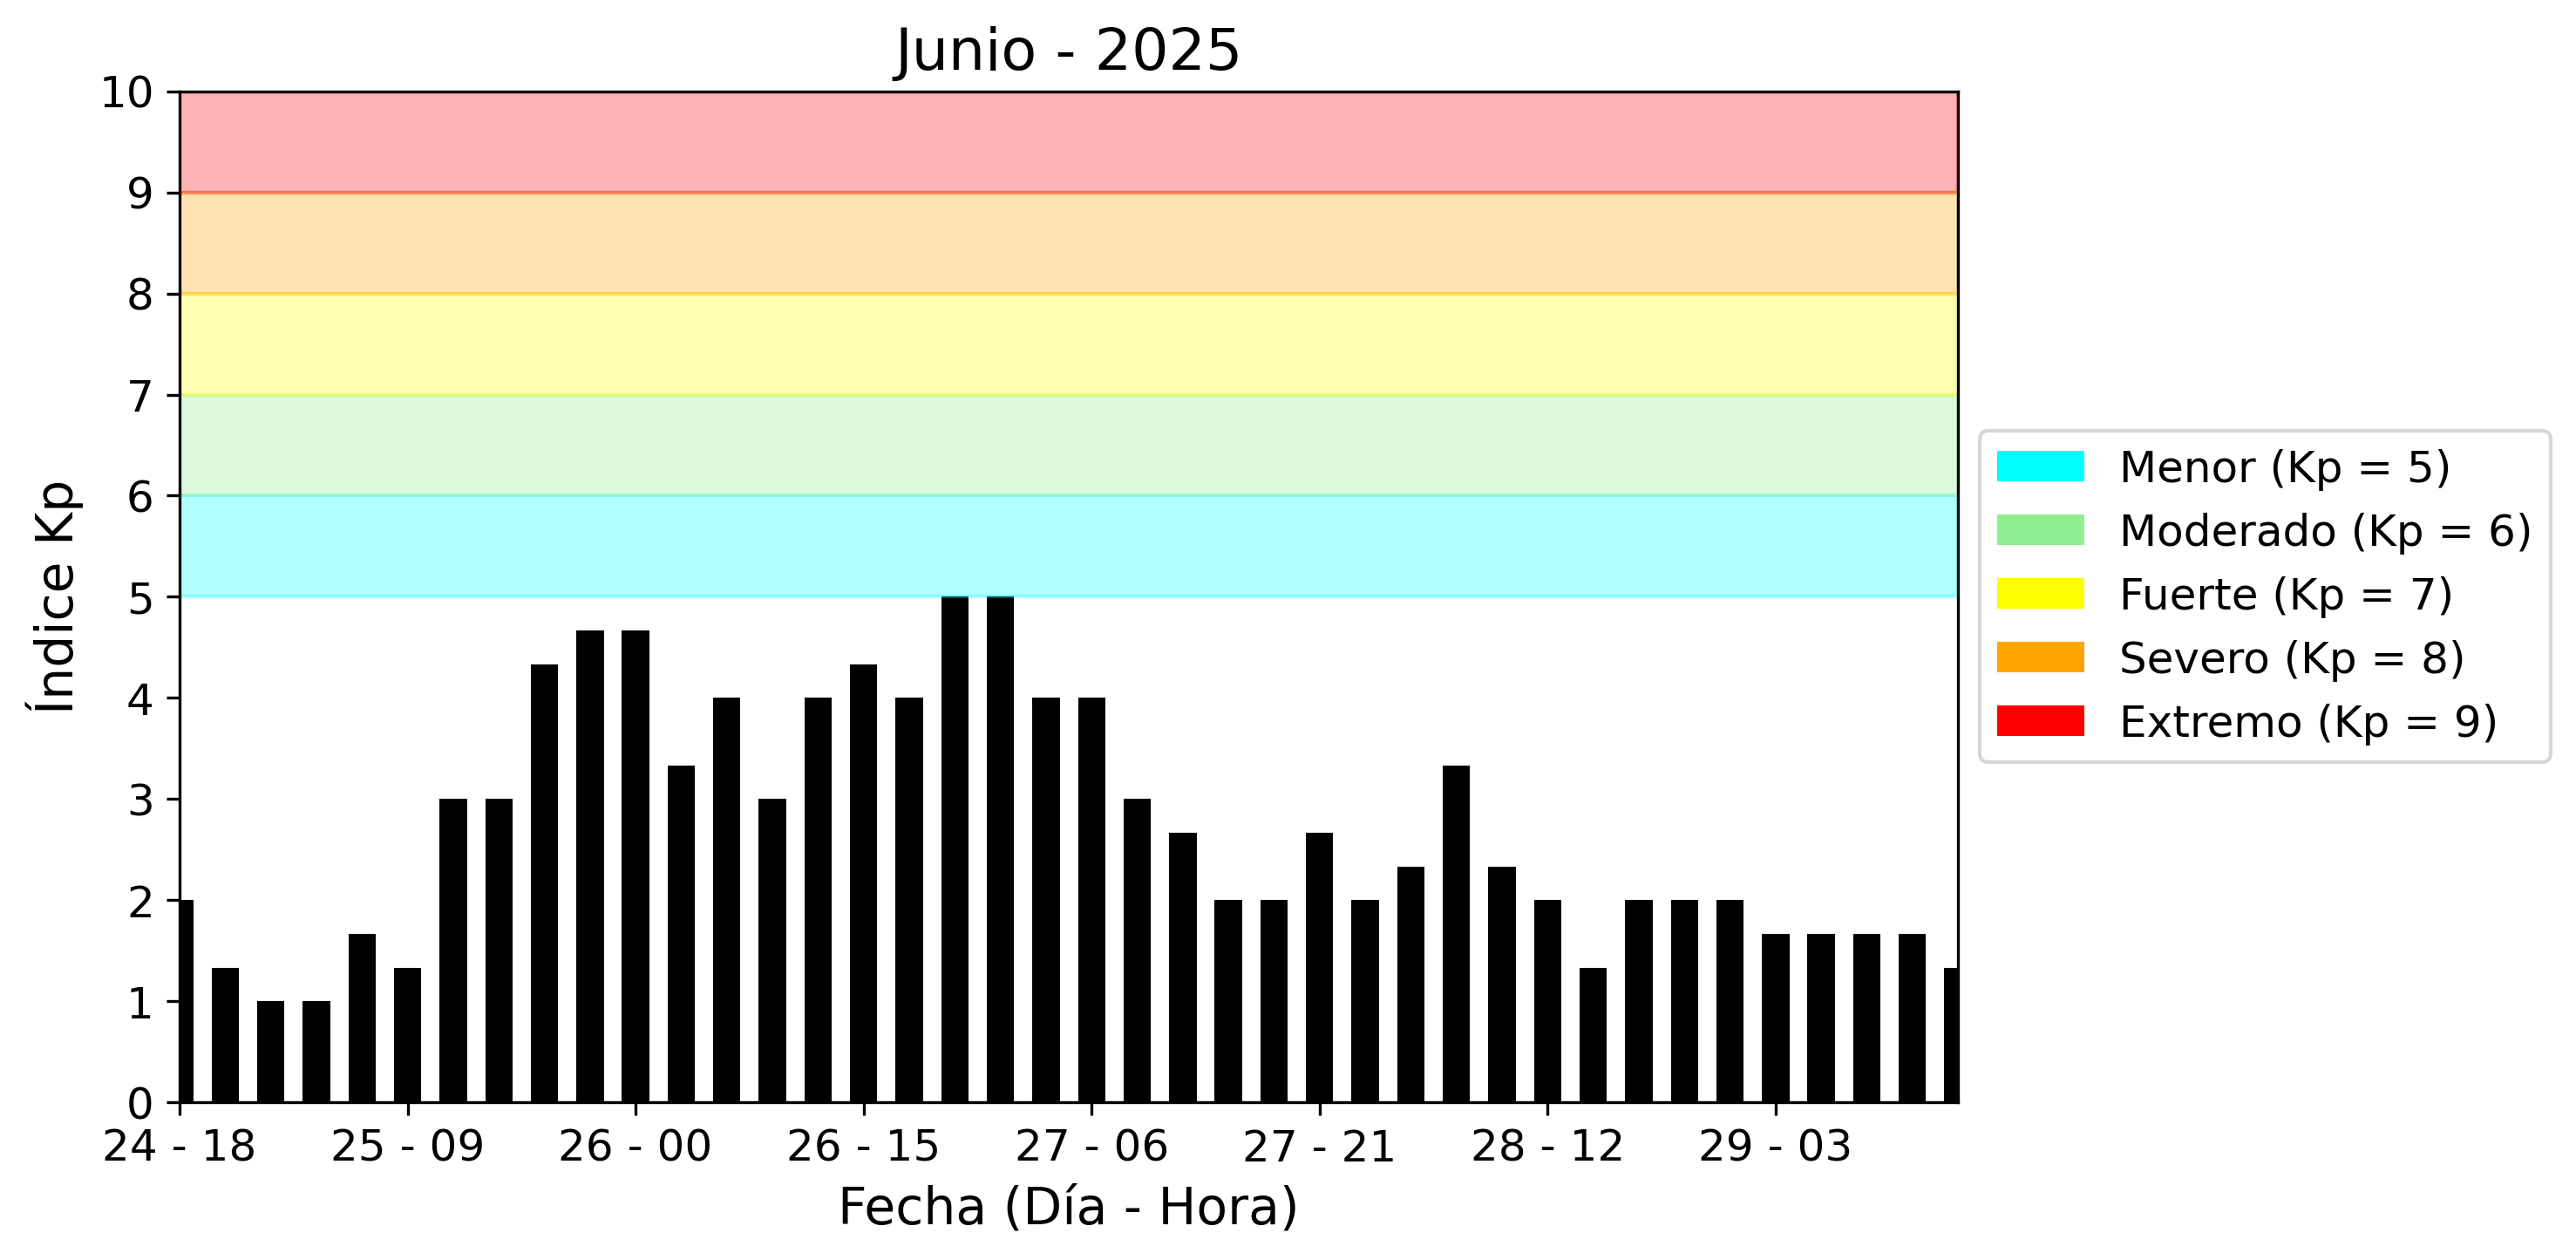 Junio - 2025
10
9
8
7
6
5
4
3
2
1
0
Índice Kp
24 - 18
25 - 09
26 - 00
26 - 15
27 - 06
27 - 21
28 - 12
29 - 03
Fecha (Día - Hora)
Menor (Kp = 5)
Moderado (Kp = 6)
Fuerte (Kp = 7)
Severo (Kp = 8)
Extremo (Kp = 9)